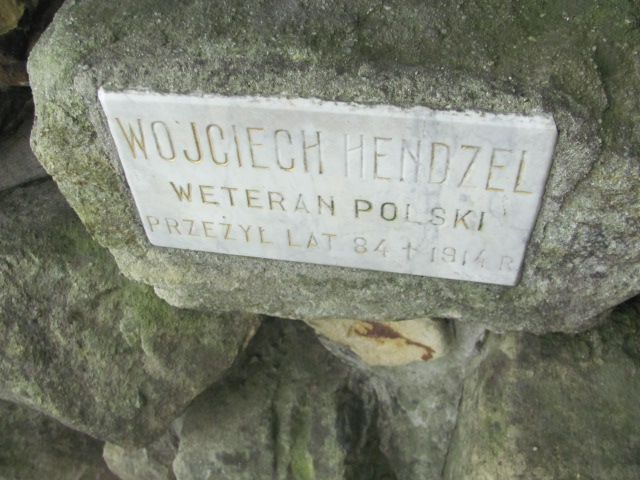 WOJCIECH HENDZEL
WETERAN POLSKI
PRZEŻYŁ LAT 84 + 1914 R